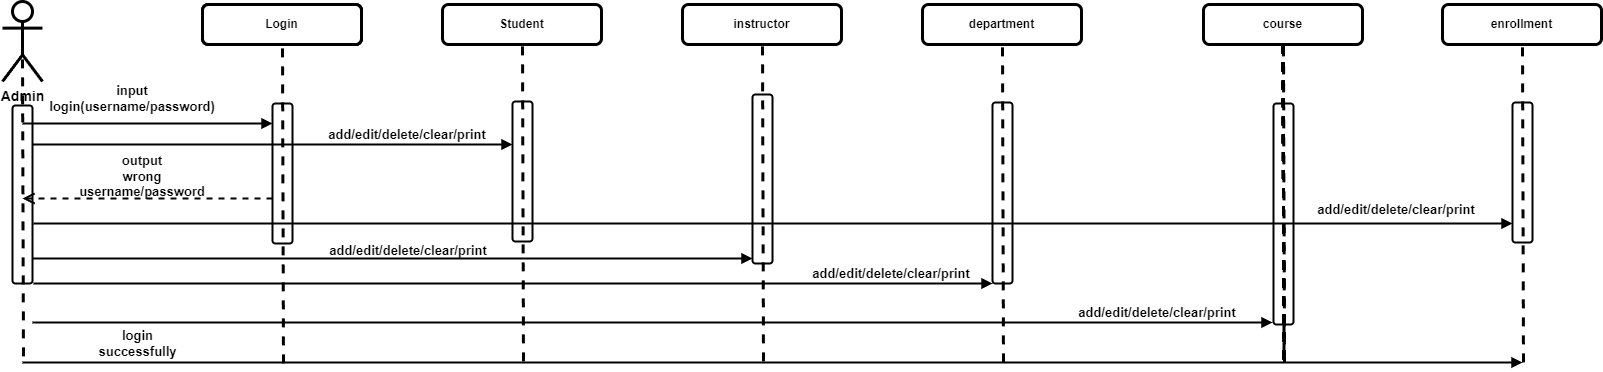 Login
Student
instructor
department
course
enrollment
Admin
input
login(username/password)
add/edit/delete/clear/print
output
wrong
username/password
add/edit/delete/clear/print
add/edit/delete/clear/print
add/edit/delete/clear/print
add/edit/delete/clear/print
login
successfully